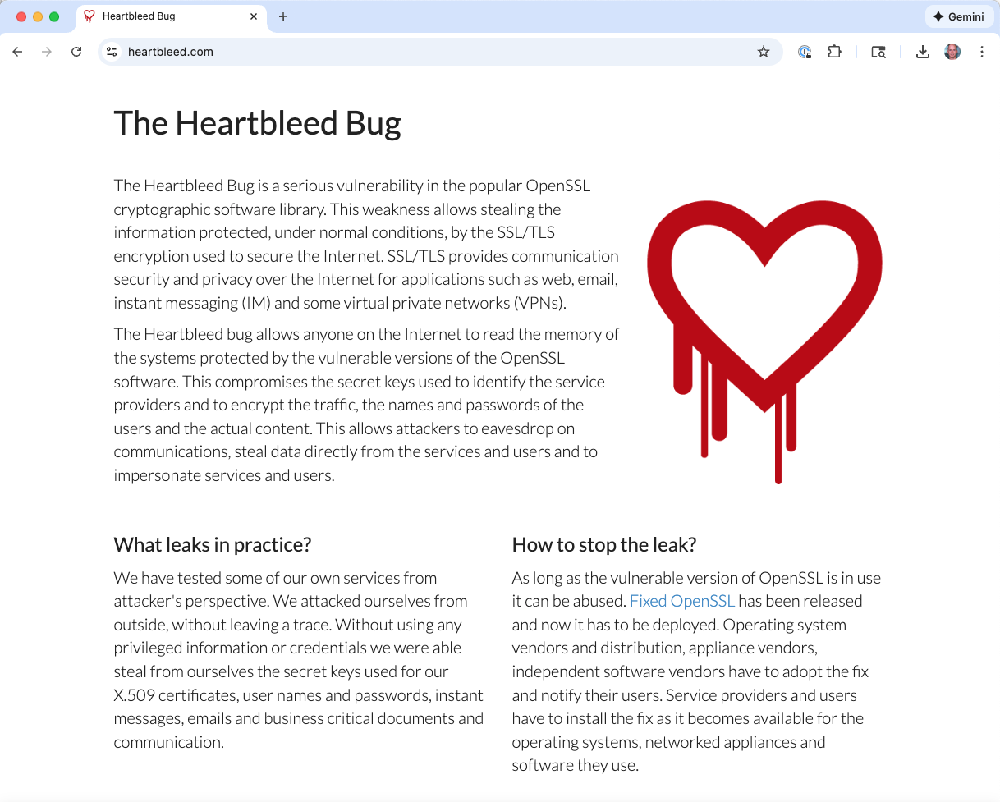 Heartbleed Bug
Gemini
heartbleed.com
The Heartbleed Bug
The Heartbleed Bug is a serious vulnerability in the popular OpenSSL
cryptographic software library. This weakness allows stealing the
information protected, under normal conditions, by the SSL/TLS
encryption used to secure the Internet. SSL/TLS provides communication
security and privacy over the Internet for applications such as web, email,
instant messaging (IM) and some virtual private networks (VPNs).
The Heartbleed bug allows anyone on the Internet to read the memory of
the systems protected by the vulnerable versions of the OpenSSL
software. This compromises the secret keys used to identify the service
providers and to encrypt the traffic, the names and passwords of the
users and the actual content. This allows attackers to eavesdrop on
communications, steal data directly from the services and users and to
impersonate services and users.
What leaks in practice?
We have tested some of our own services from
attacker's perspective. We attacked ourselves from
outside, without leaving a trace. Without using any
privileged information or credentials we were able
steal from ourselves the secret keys used for our
X.509 certificates, user names and passwords, instant
messages, emails and business critical documents and
communication.
How to stop the leak?
As long as the vulnerable version of OpenSSL is in use
it can be abused. Fixed OpenSSL has been released
and now it has to be deployed. Operating system
vendors and distribution, appliance vendors,
independent software vendors have to adopt the fix
and notify their users. Service providers and users
have to install the fix as it becomes available for the
operating systems, networked appliances and
software they use.